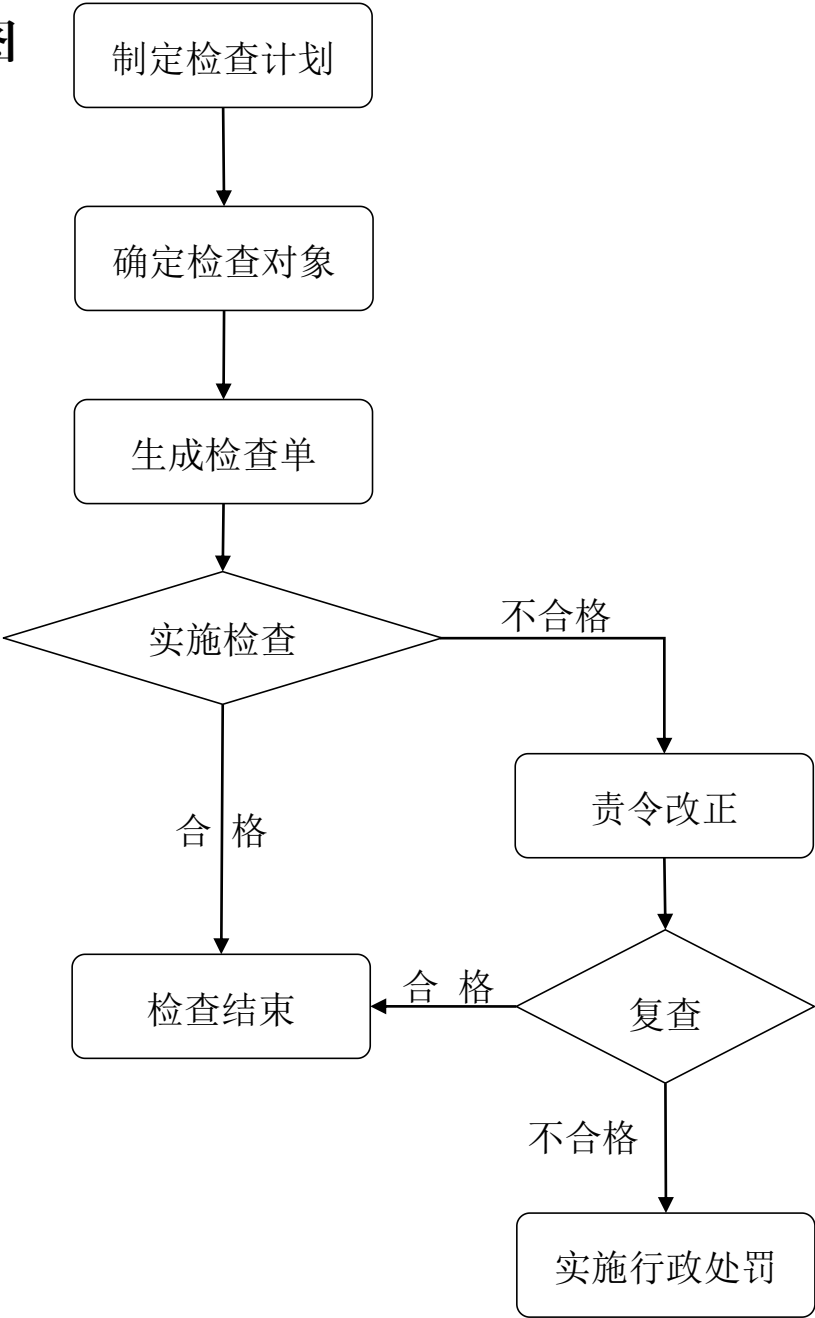 图
制定检查计划
确定检查对象
生成检查单
实施检查
不合格
责令改正
合 格
检查结束
合 格
复查
不合格
实施行政处罚